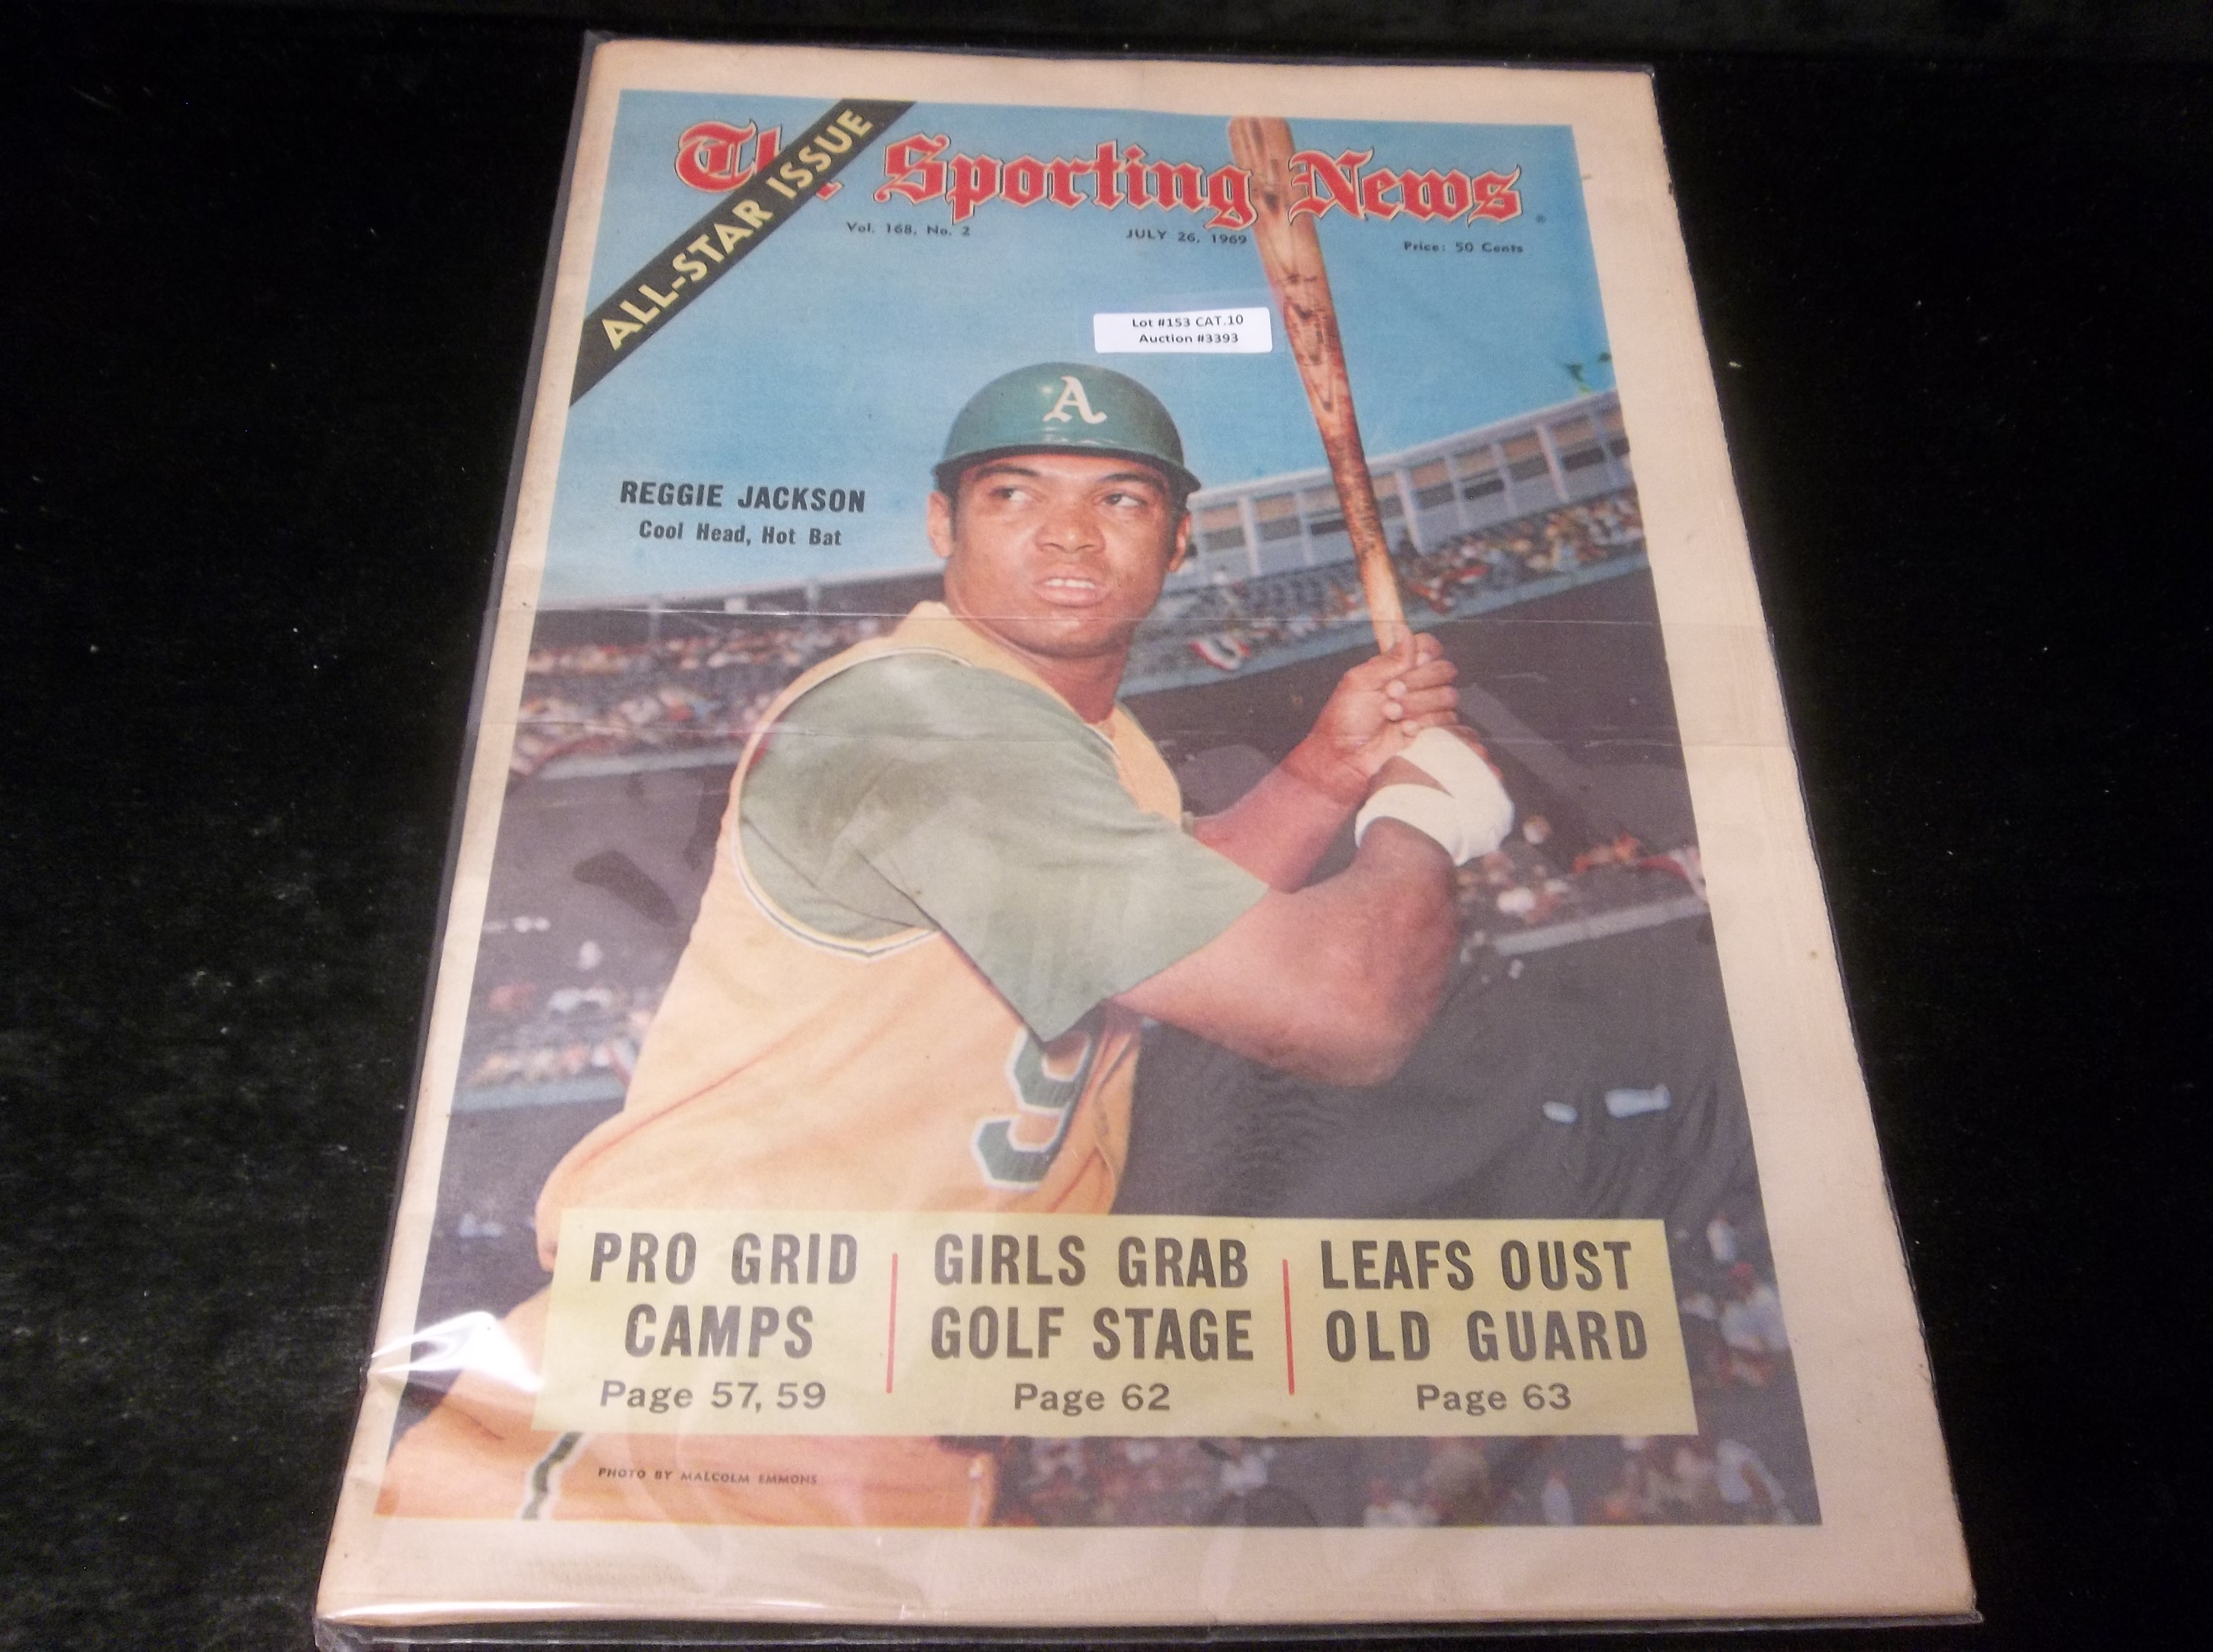 ALL-STAR ISSUE
The Sporting News
Vol. 168, No. 2 JULY 26, 1969 Price: 50 Cents
Lot #153 CAT.10
Auction #3393
A
REGGIE JACKSON
Cool Head, Hot Bat
9
PRO GRID
CAMPS
Page 57, 59
GIRLS GRAB
GOLF STAGE
Page 62
LEAFS OUST
OLD GUARD
Page 63
PHOTO BY MALCOLM EMMONS